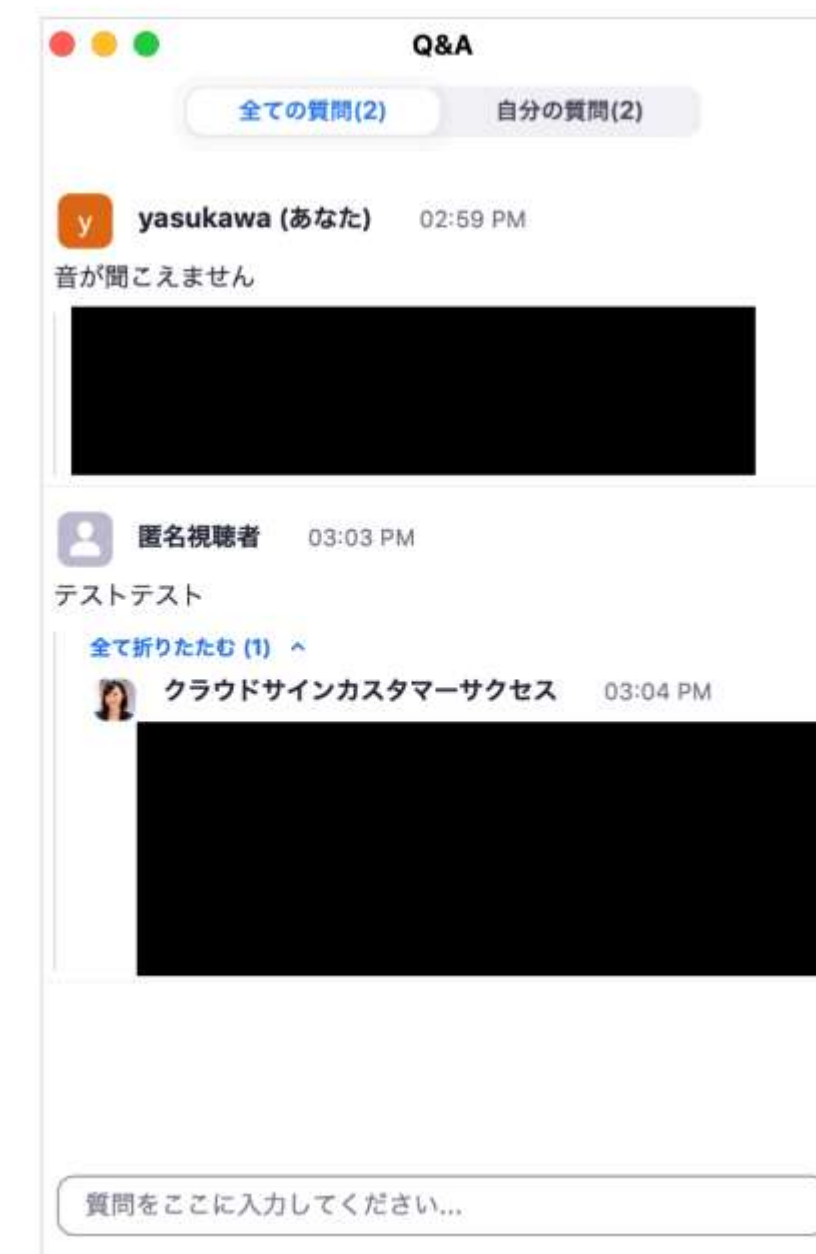 Q&A
全ての質問(2) 自分の質問(2)
y yasukawa (あなた) 02:59 PM
音が聞こえません
匿名視聴者 03:03 PM
テストテスト
全て折りたたむ (1)
クラウドサインカスタマーサクセス 03:04 PM
質問をここに入力してください...